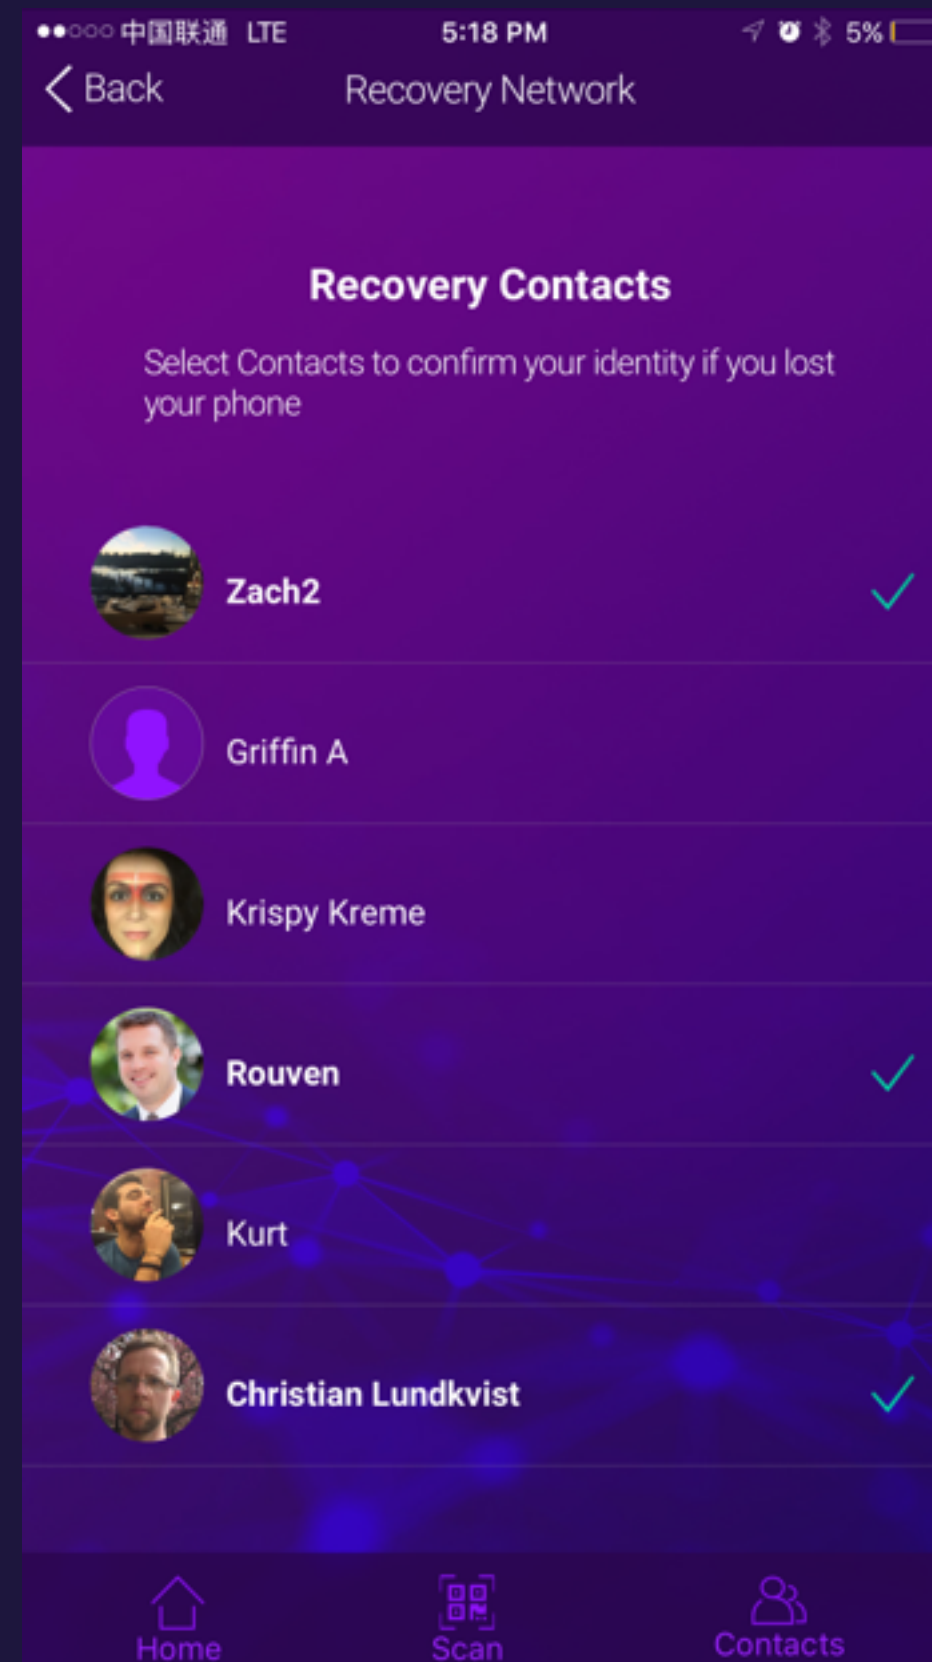 中国联通 LTE 5:18 PM 5%
Back Recovery Network
Recovery Contacts
Select Contacts to confirm your identity if you lost
your phone
Zach2
Griffin A
Krispy Kreme
Rouven
Kurt
Christian Lundkvist
Home Scan Contacts